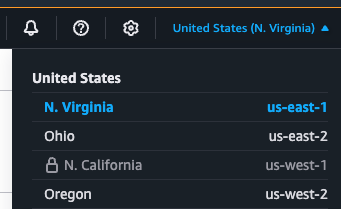 United States (N. Virginia)
United States
N. Virginia us-east-1
Ohio us-east-2
N. California us-west-1
Oregon us-west-2